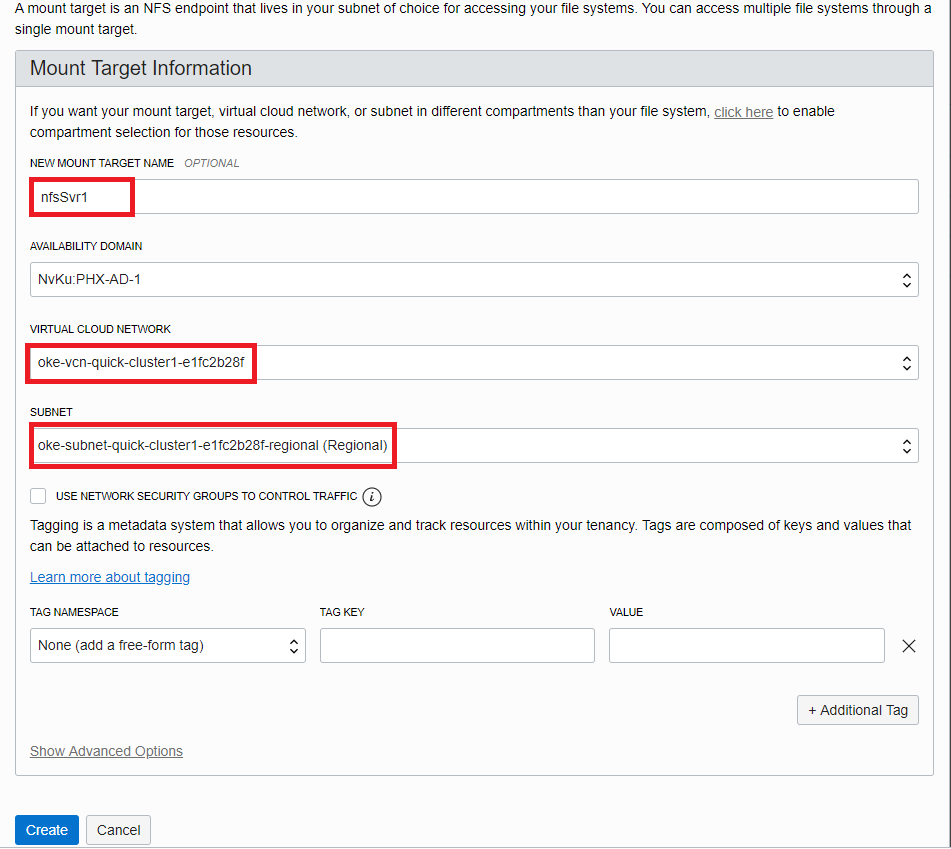 A mount target is an NFS endpoint that lives in your subnet of choice for accessing your file systems. You can access multiple file systems through a
single mount target.
Mount Target Information
If you want your mount target, virtual cloud network, or subnet in different compartments than your file system, click here to enable
compartment selection for those resources.
NEW MOUNT TARGET NAME OPTIONAL
nfsSvr1
AVAILABILITY DOMAIN
NvKu:PHX-AD-1
VIRTUAL CLOUD NETWORK
oke-vcn-quick-cluster1-e1fc2b28f
SUBNET
oke-subnet-quick-cluster1-e1fc2b28f-regional (Regional)
USE NETWORK SECURITY GROUPS TO CONTROL TRAFFIC i
Tagging is a metadata system that allows you to organize and track resources within your tenancy. Tags are composed of keys and values that
can be attached to resources.
Learn more about tagging
TAG NAMESPACE TAG KEY VALUE
None (add a free-form tag)
+ Additional Tag
Show Advanced Options
Create Cancel